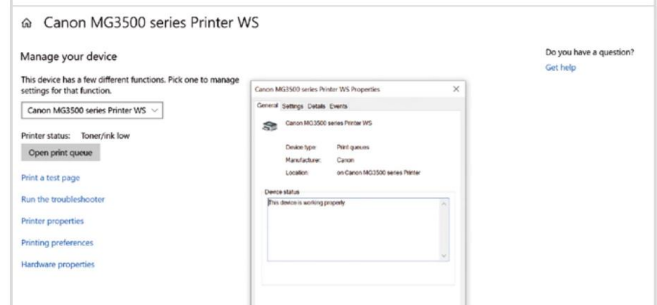 Canon MG3500 series Printer WS
Manage your device
This device has a few different functions. Pick one to manage
settings for that function.
Canon MG3500 series Printer WS
Printer status: Toner/ink low
Open print queue
Print a test page
Run the troubleshooter
Printer properties
Printing preferences
Hardware properties
Canon MG3500 series Printer WS Properties
General Settings Details Events
Canon MG3500 series Printer WS
Device type: Print queues
Manufacturer: Canon
Location: on Canon MG3500 series Printer
Device status
This device is working properly
Do you have a question?
Get help